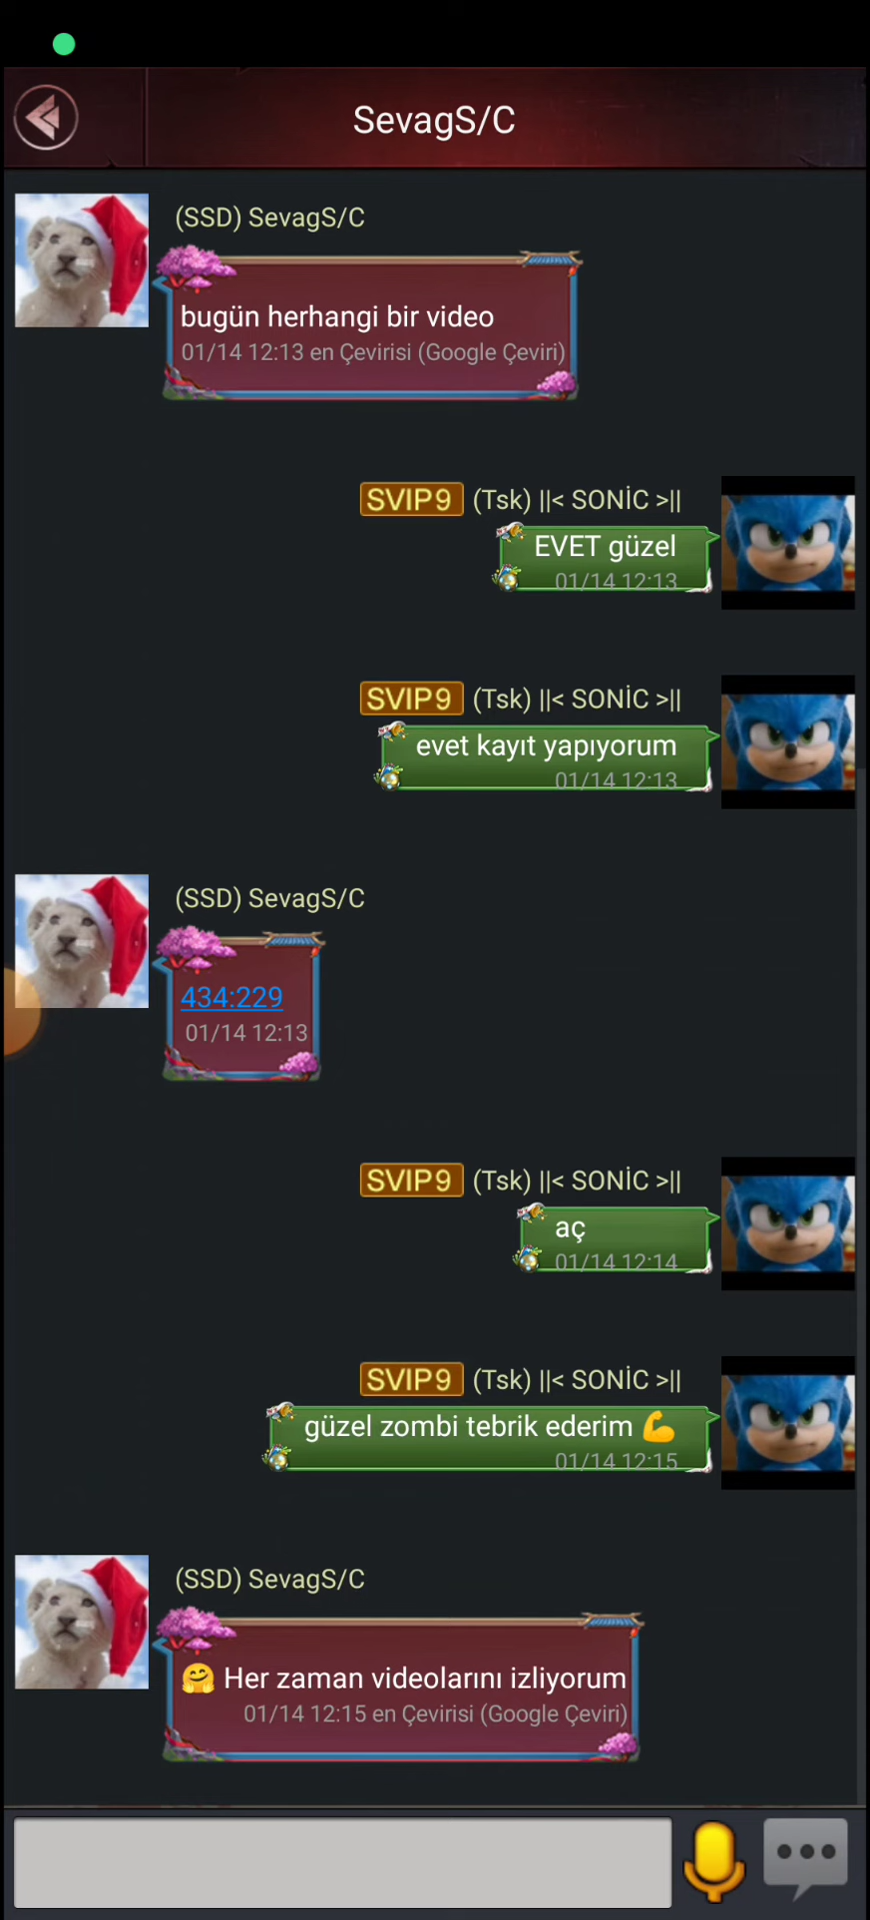 SevagS/C
(SSD) SevagS/C
bugün herhangi bir video
01/14 12:13 en Çevirisi (Google Çeviri)
SVIP9 (Tsk) ||< SONİC >||
EVET güzel
01/14 12:13
SVIP9 (Tsk) ||< SONİC >||
evet kayıt yapıyorum
01/14 12:13
(SSD) SevagS/C
434:229
01/14 12:13
SVIP9 (Tsk) ||< SONİC >||
aç
01/14 12:14
SVIP9 (Tsk) ||< SONİC >||
güzel zombi tebrik ederim 💪
01/14 12:15
(SSD) SevagS/C
🤗 Her zaman videolarını izliyorum
01/14 12:15 en Çevirisi (Google Çeviri)